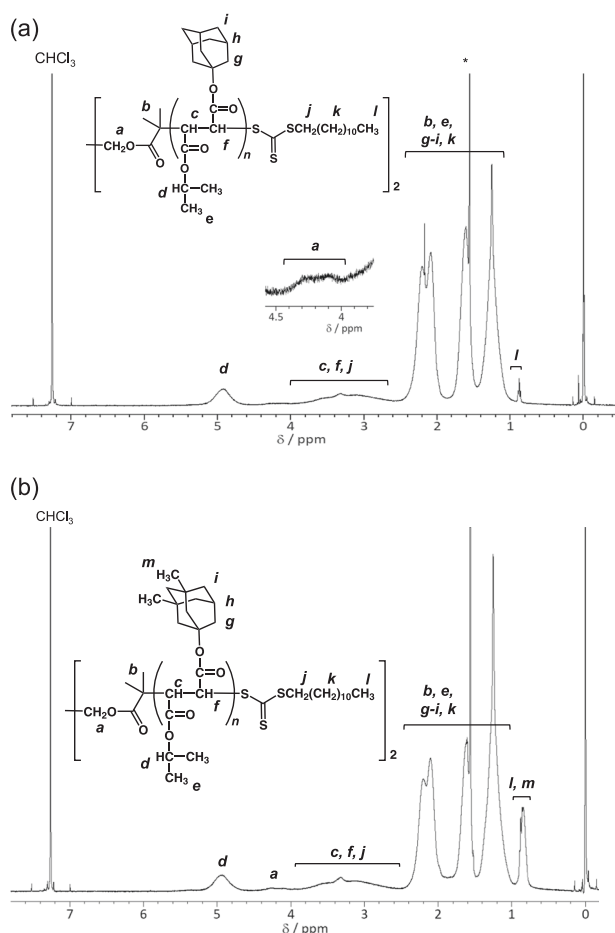 (a)
CHCl3
i
h
g
O
*
b
c
O
j k l
a
S SCH2(CH2)10CH3
CH2O CH CH
O O f n S 2
O
d HC CH3
CH3 e
b, e,
g-i, k
a
4.5 4
δ / ppm
d
c, f, j
l
7 6 5 4 3 2 1 0
δ / ppm
(b)
CHCl3
m H3C i
H3C h
g
O
b
c
O
j k l
S SCH2(CH2)10CH3
CH2O CH CH
a O O f n S 2
O
d HC CH3
CH3 e
b, e,
g-i, k
l, m
d
a
c, f, j
7 6 5 4 3 2 1 0
δ / ppm